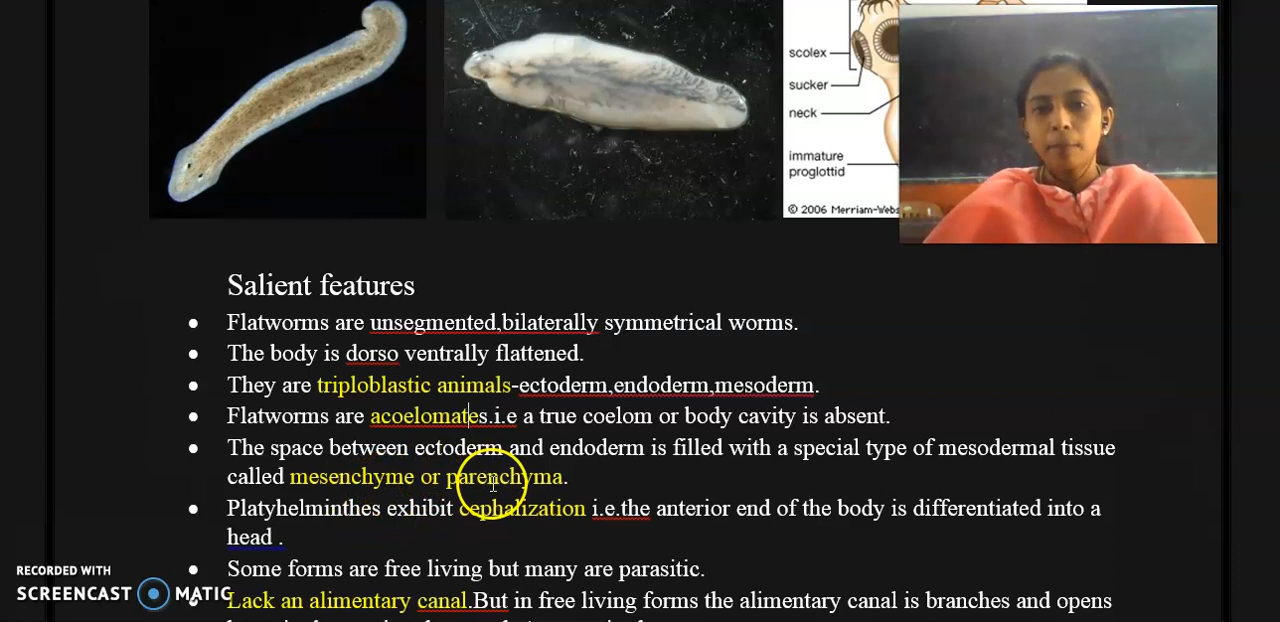 scolex
sucker
neck
immature
proglottid
© 2006 Merriam-Webs
Salient features
• Flatworms are unsegmented,bilaterally symmetrical worms.
• The body is dorso ventrally flattened.
• They are triploblastic animals-ectoderm,endoderm,mesoderm.
• Flatworms are acoelomates.i.e a true coelom or body cavity is absent.
• The space between ectoderm and endoderm is filled with a special type of mesodermal tissue
called mesenchyme or parenchyma.
• Platyhelminthes exhibit cephalization i.e.the anterior end of the body is differentiated into a
head .
• Some forms are free living but many are parasitic.
• Lack an alimentary canal.But in free living forms the alimentary canal is branches and opens
RECORDED WITH
SCREENCAST MATIC